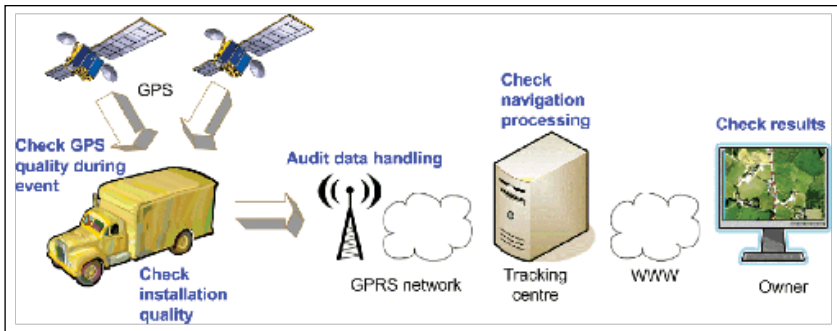 GPS
Check GPS
quality during
event
Check
installation
quality
Audit data handling
GPRS network
Check
navigation
processing
Tracking
centre
WWW
Check results
Owner